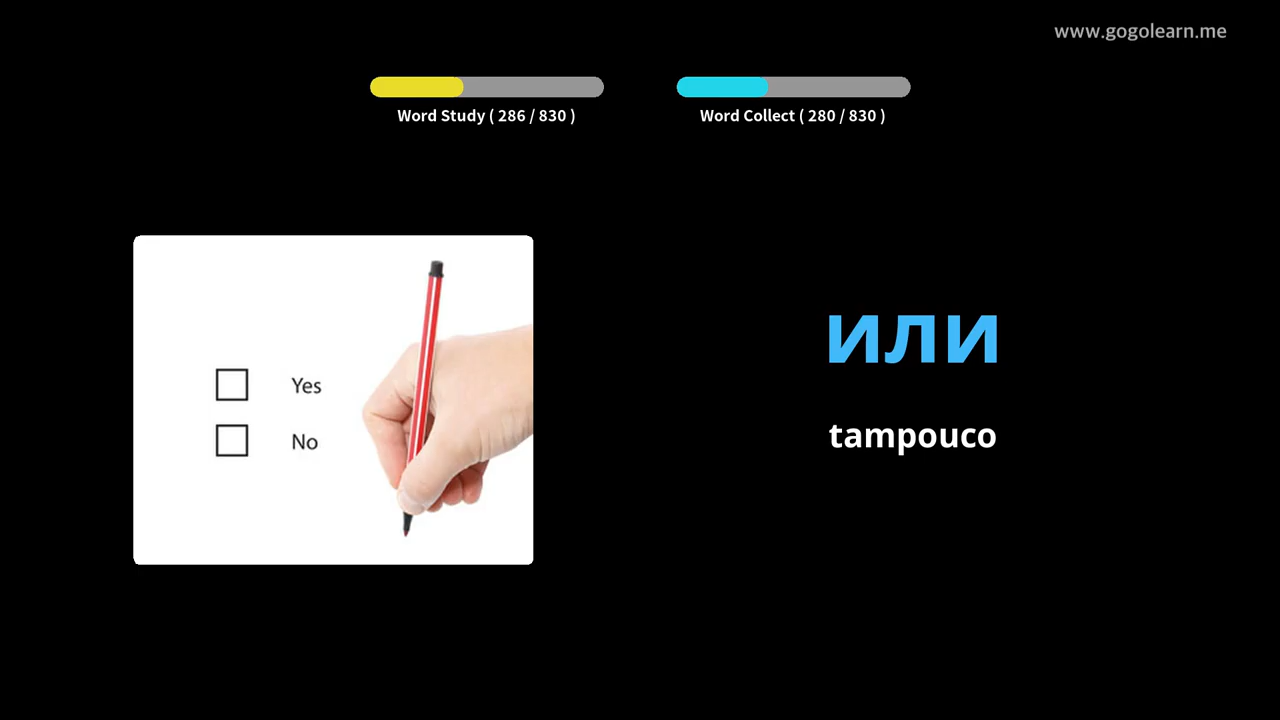 www.gogolearn.me
Word Study ( 286 / 830 )
Word Collect ( 280 / 830 )
Yes
No
или
tampouco